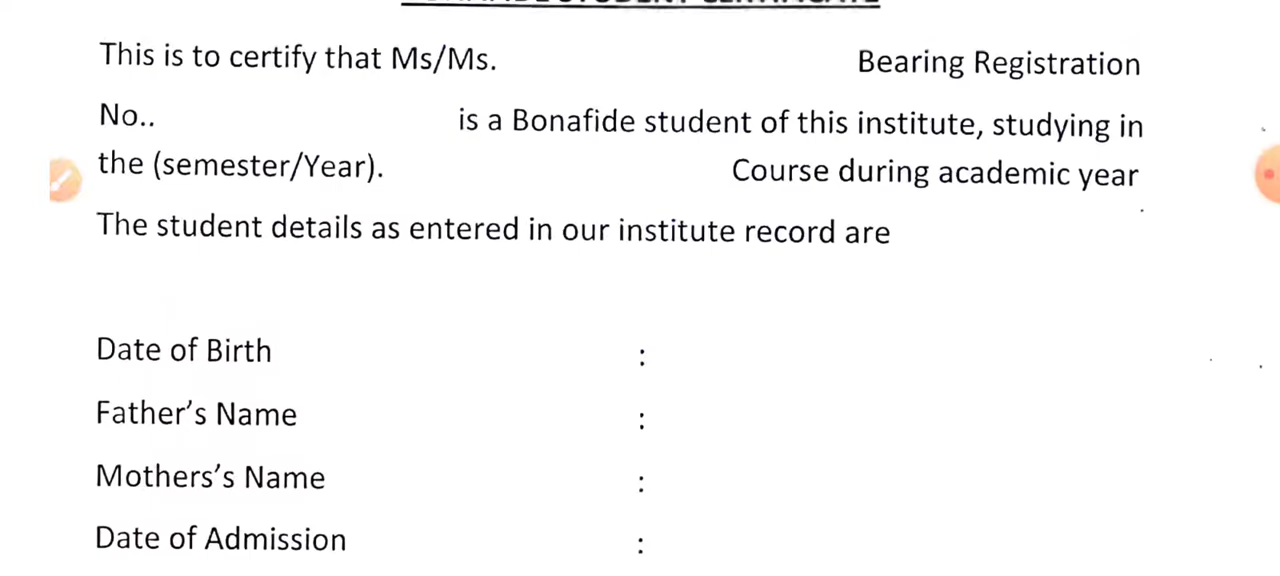 This is to certify that Ms/Ms. Bearing Registration
No.. is a Bonafide student of this institute, studying in
the (semester/Year). Course during academic year
The student details as entered in our institute record are
Date of Birth :
Father's Name :
Mothers's Name :
Date of Admission :